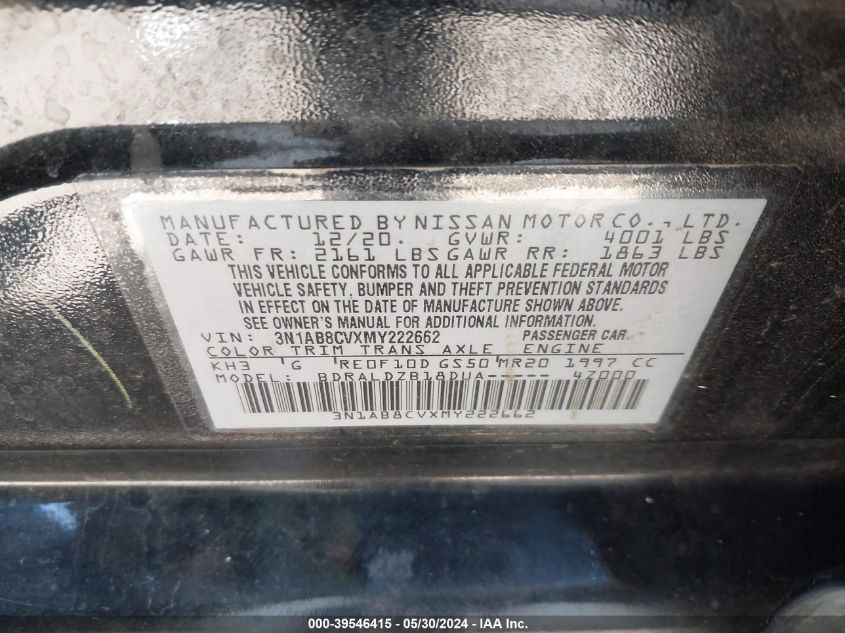 MANUFACTURED BY NISSAN MOTOR CO., LTD.
DATE: 12/20. GVWR: 4001 LBS
GAWR FR: 2161 LBS GAWR RR: 1863 LBS
THIS VEHICLE CONFORMS TO ALL APPLICABLE FEDERAL MOTOR
VEHICLE SAFETY, BUMPER AND THEFT PREVENTION STANDARDS
IN EFFECT ON THE DATE OF MANUFACTURE SHOWN ABOVE.
SEE OWNER'S MANUAL FOR ADDITIONAL INFORMATION
VIN: 3N1AB8CVXMY222662 PASSENGER CAR.
COLOR TRIM TRANS AXLE ENGINE
KH3 G RE0F10D GS50 MR20 1997 CC
MODEL: BDRALDZB18DUA----- 4Z000
3N1AB8CVXMY222662
000-39546415 - 05/30/2024 - IAA Inc.